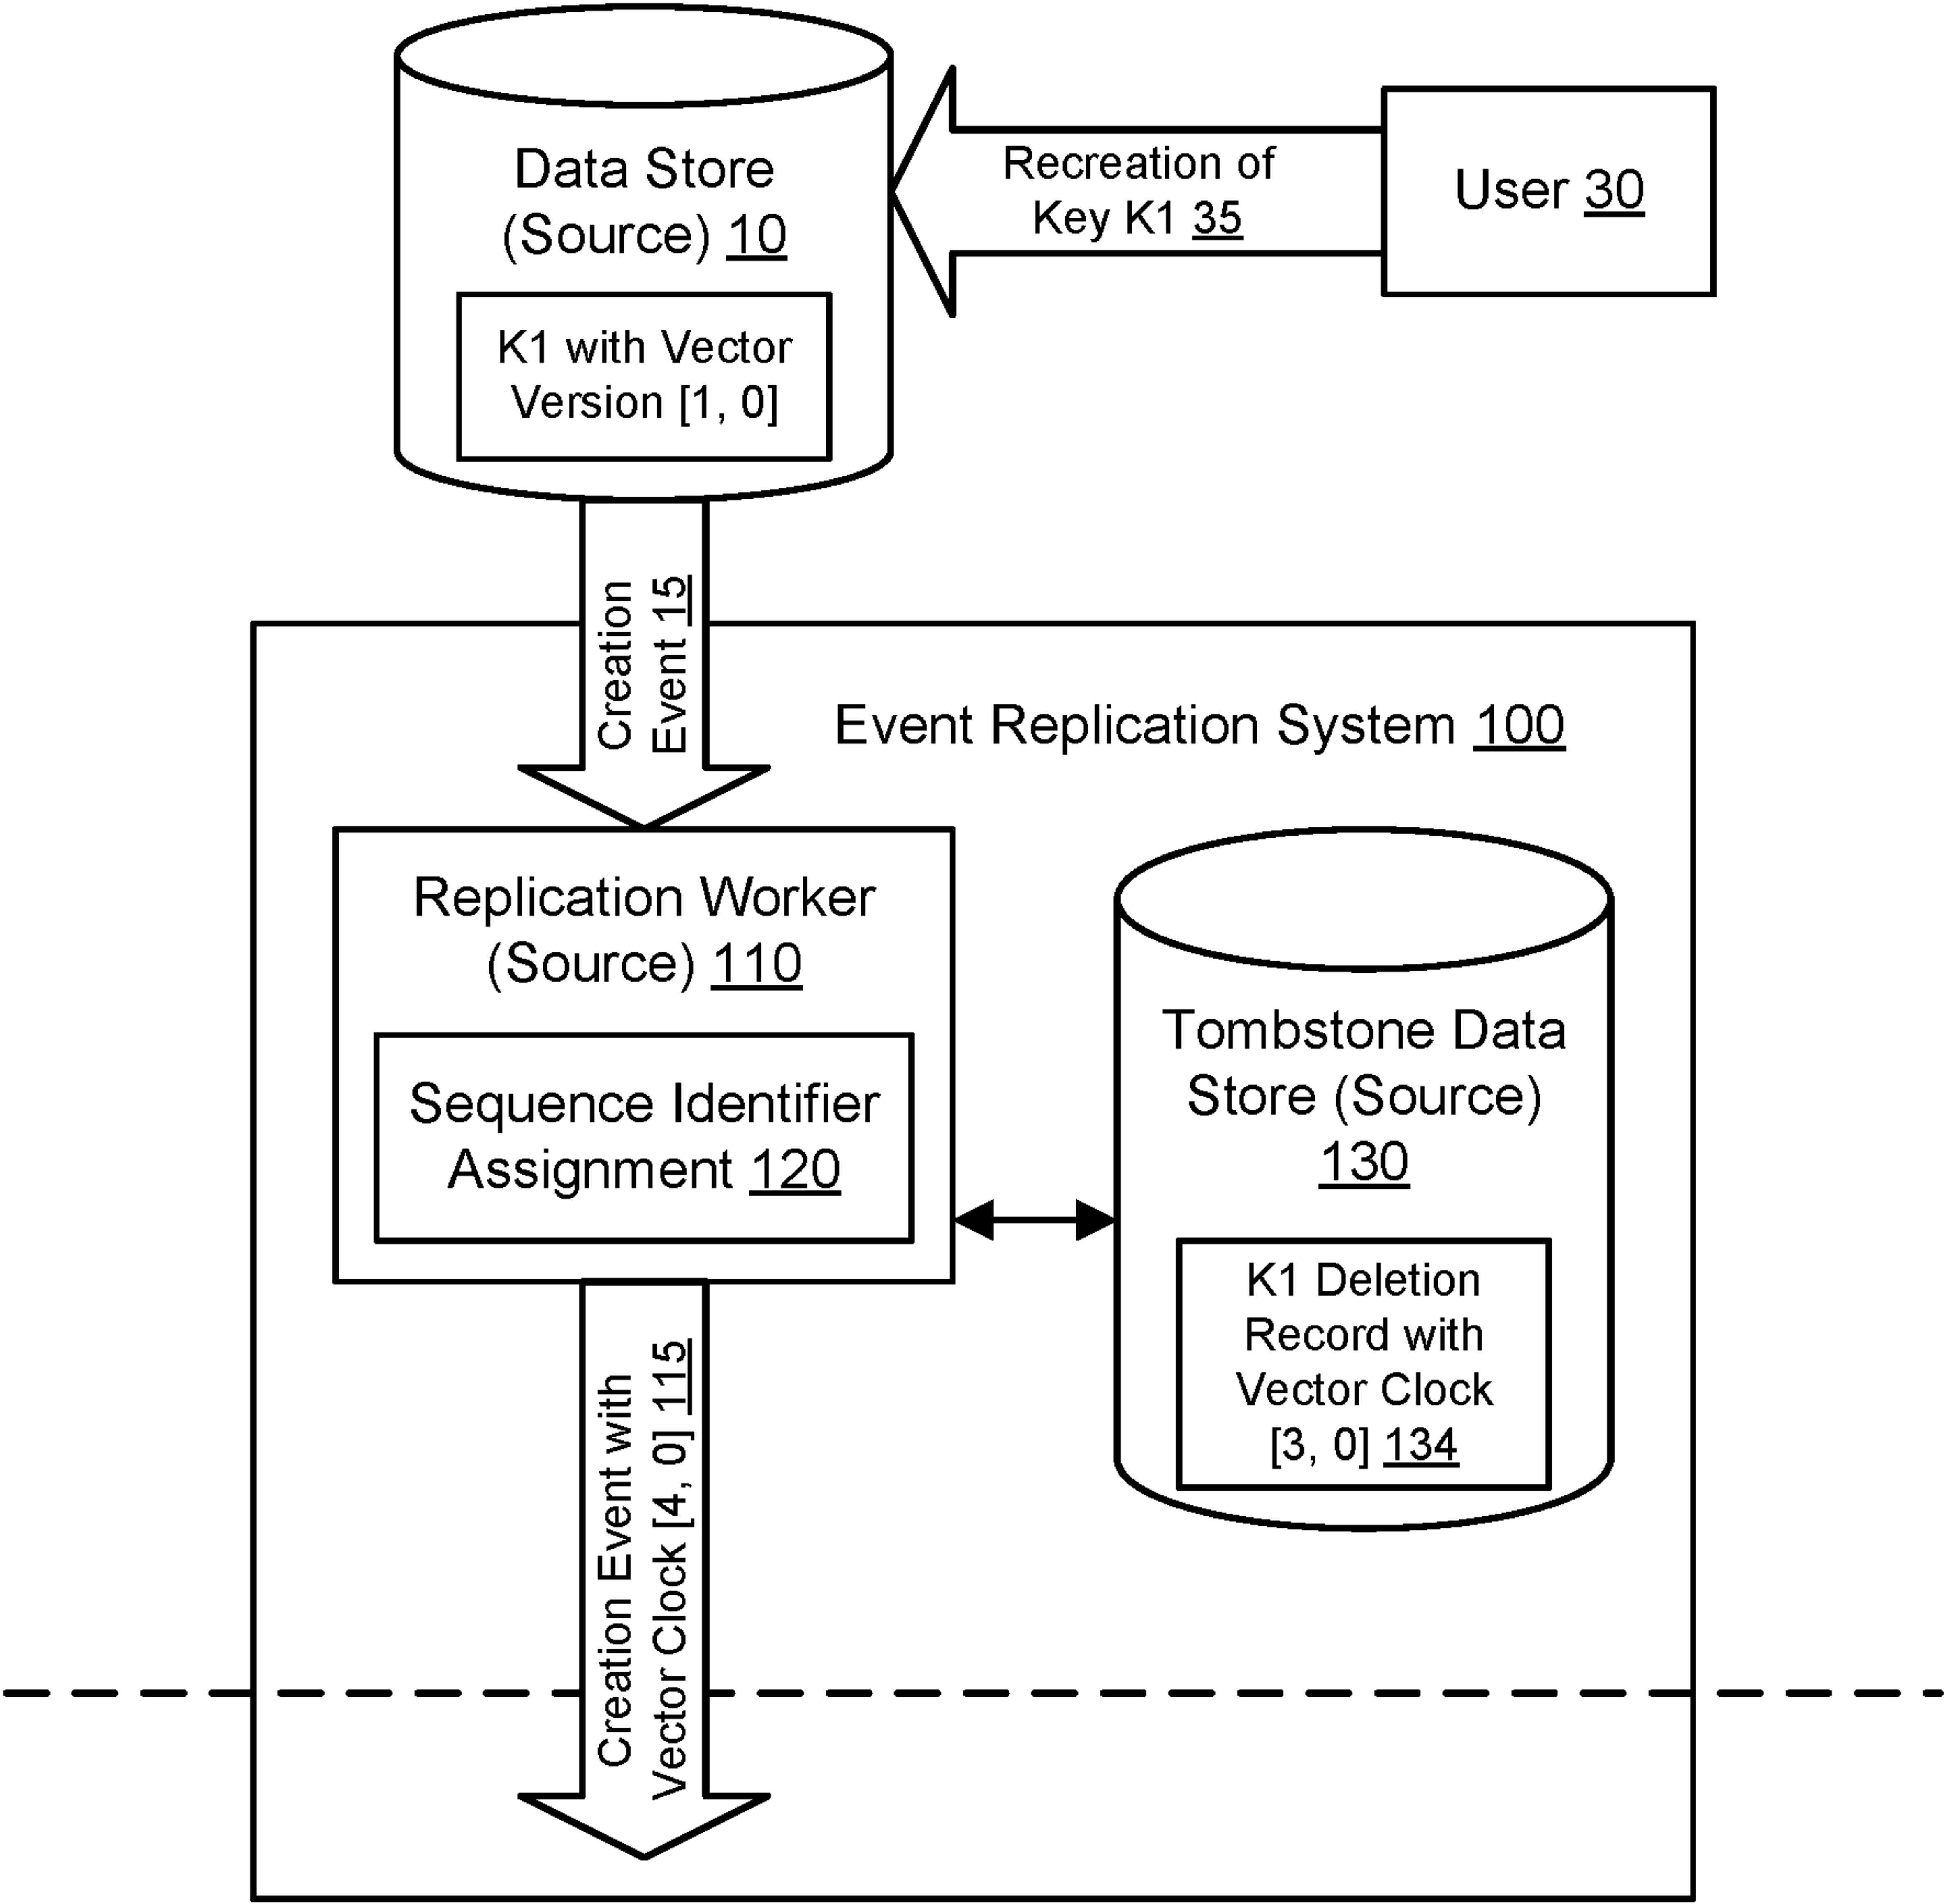 Data Store
(Source) 10
K1 with Vector
Version [1, 0]
Recreation of
Key K1 35
User 30
Creation
Event 15
Event Replication System 100
Replication Worker
(Source) 110
Sequence Identifier
Assignment 120
Tombstone Data
Store (Source)
130
K1 Deletion
Record with
Vector Clock
[3, 0] 134
Creation Event with
Vector Clock [4, 0] 115